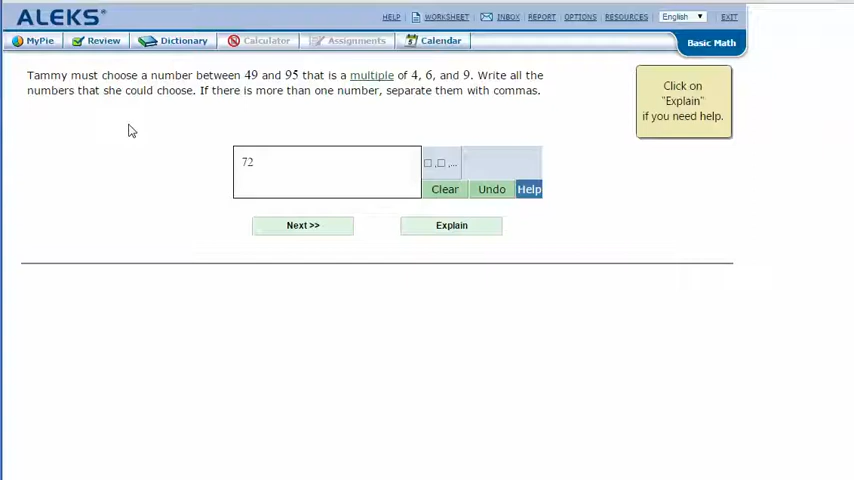 ALEKS®
HELP WORKSHEET INBOX REPORT OPTIONS RESOURCES English EXIT
MyPie Review Dictionary Calculator Assignments 5 Calendar Basic Math
Tammy must choose a number between 49 and 95 that is a multiple of 4, 6, and 9. Write all the
numbers that she could choose. If there is more than one number, separate them with commas.
Click on
"Explain"
if you need help.
72
□,□,...
Clear Undo Help
Next >> Explain